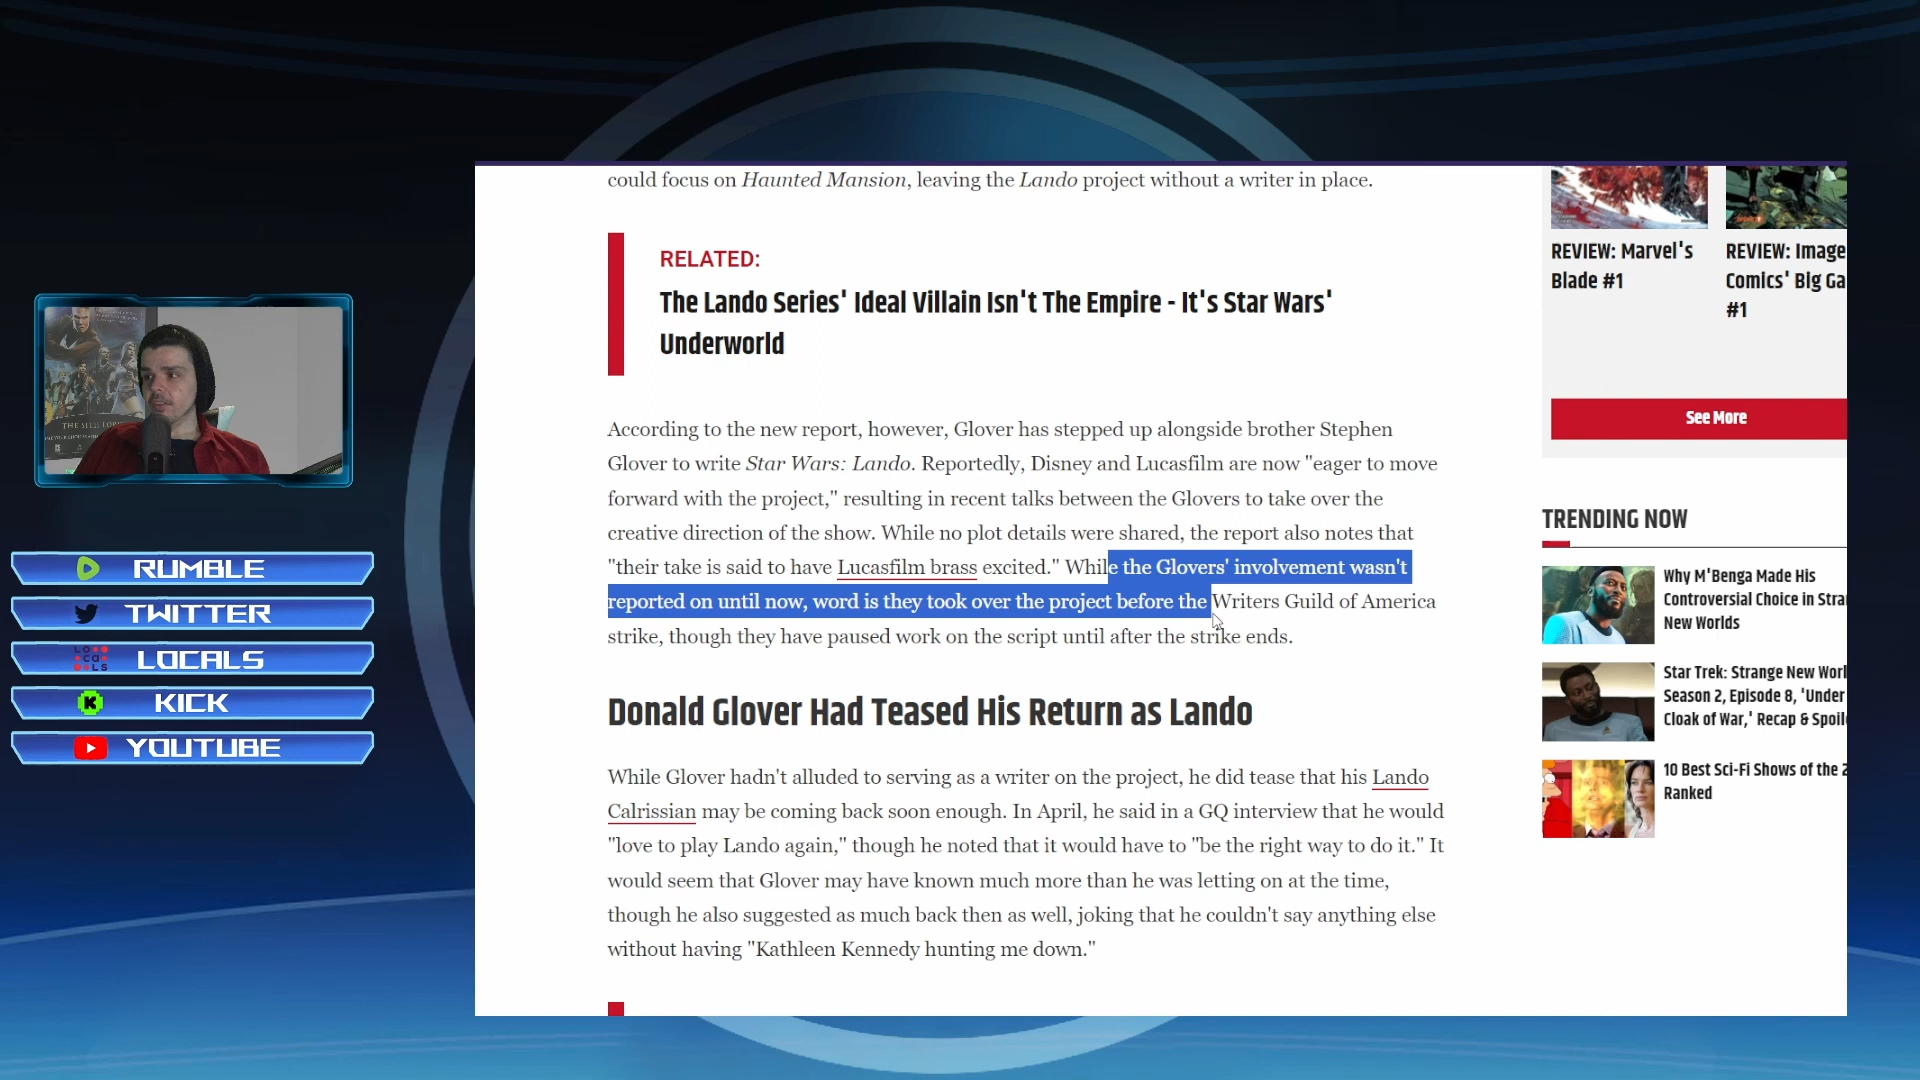 could focus on Haunted Mansion, leaving the Lando project without a writer in place.
RELATED:
The Lando Series' Ideal Villain Isn't The Empire - It's Star Wars'
Underworld
According to the new report, however, Glover has stepped up alongside brother Stephen
Glover to write Star Wars: Lando. Reportedly, Disney and Lucasfilm are now "eager to move
forward with the project," resulting in recent talks between the Glovers to take over the
creative direction of the show. While no plot details were shared, the report also notes that
"their take is said to have Lucasfilm brass excited." While the Glovers' involvement wasn't
reported on until now, word is they took over the project before the Writers Guild of America
strike, though they have paused work on the script until after the strike ends.
Donald Glover Had Teased His Return as Lando
While Glover hadn't alluded to serving as a writer on the project, he did tease that his Lando
Calrissian may be coming back soon enough. In April, he said in a GQ interview that he would
"love to play Lando again," though he noted that it would have to "be the right way to do it." It
would seem that Glover may have known much more than he was letting on at the time,
though he also suggested as much back then as well, joking that he couldn't say anything else
without having "Kathleen Kennedy hunting me down."
REVIEW: Marvel's
Blade #1
REVIEW: Image
Comics' Big Ga
#1
See More
TRENDING NOW
Why M'Benga Made His
Controversial Choice in Stra
New Worlds
Star Trek: Strange New Worl
Season 2, Episode 8, 'Under
Cloak of War,' Recap & Spoil
10 Best Sci-Fi Shows of the 2
Ranked
RUMBLE
TWITTER
LOCALS
KICK
YOUTUBE